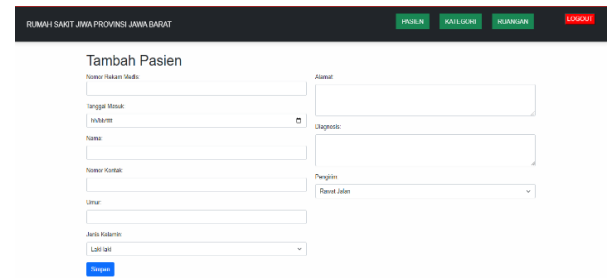 RUMAH SAKIT JIWA PROVINSI JAWA BARAT
PASIEN KATEGORI RUANGAN LOGOUT
Tambah Pasien
Nomor Rekam Medis:
Tanggal Masuk:
hh/bb/tttt
Nama:
Nomor Kontak:
Umur:
Jenis Kelamin:
Laki-laki
Simpan
Alamat:
Diagnosis:
Pengirim:
Rawat Jalan